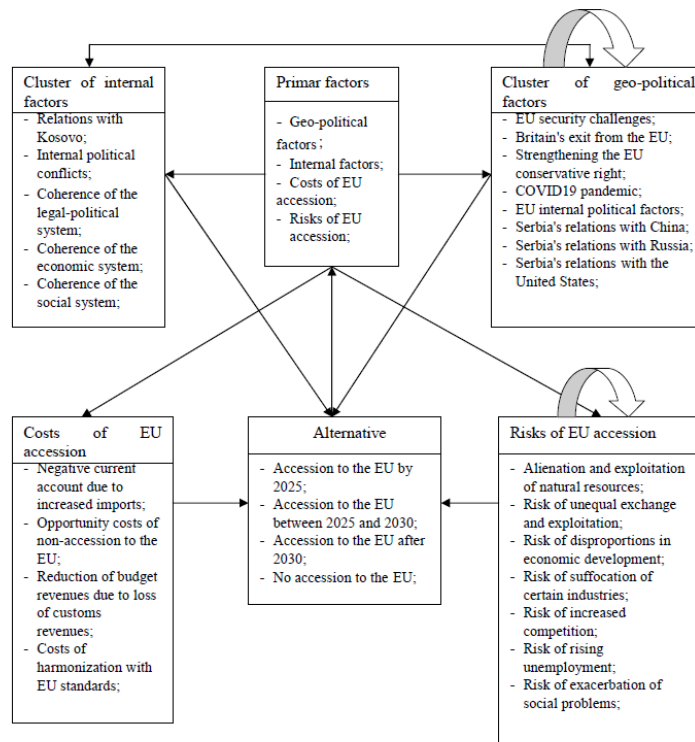 Cluster of internal
factors
- Relations with
Kosovo;
- Internal political
conflicts;
- Coherence of the
legal-political
system;
- Coherence of the
economic system;
- Coherence of the
social system;
Primar factors
- Geo-political
factors;
- Internal factors;
- Costs of EU
accession;
- Risks of EU
accession;
Cluster of geo-political
factors
- EU security challenges;
- Britain's exit from the EU;
- Strengthening the EU
conservative right;
- COVID19 pandemic;
- EU internal political factors;
- Serbia's relations with China;
- Serbia's relations with Russia;
- Serbia's relations with the
United States;
Costs of EU
accession
- Negative current
account due to
increased imports;
- Opportunity costs of
non-accession to the
EU;
- Reduction of budget
revenues due to loss
of customs
revenues;
- Costs of
harmonization with
EU standards;
Alternative
- Accession to the EU by
2025;
- Accession to the EU
between 2025 and 2030;
- Accession to the EU after
2030;
- No accession to the EU;
Risks of EU accession
- Alienation and exploitation
of natural resources;
- Risk of unequal exchange
and exploitation;
- Risk of disproportions in
economic development;
- Risk of suffocation of
certain industries;
- Risk of increased
competition;
- Risk of rising
unemployment;
- Risk of exacerbation of
social problems;